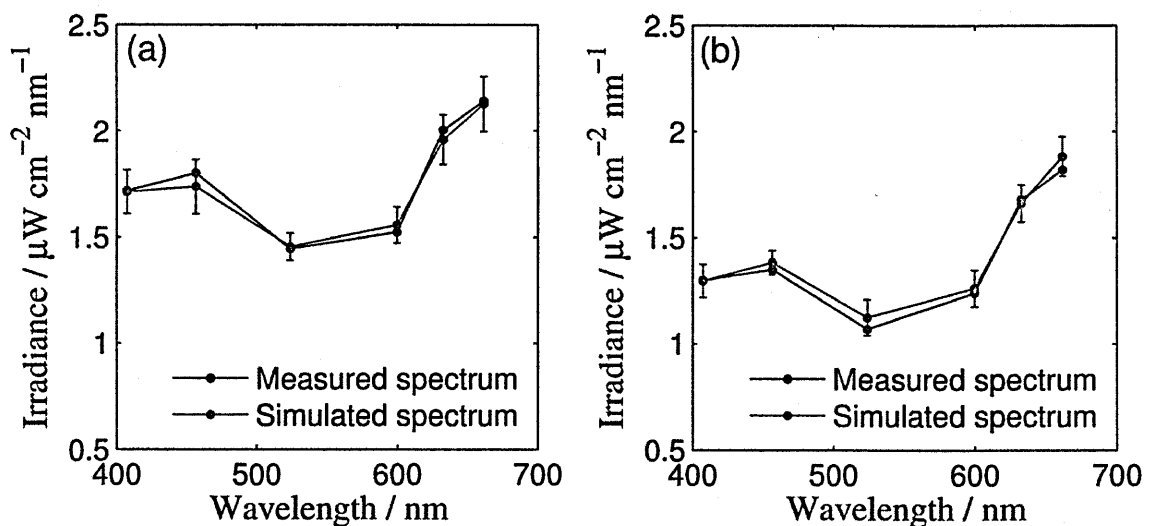 (a)
2.5
2
1.5
1
0.5
400
500
600
700
Irradiance / μW cm⁻² nm⁻¹
Wavelength / nm
Measured spectrum
Simulated spectrum
(b)
2.5
2
1.5
1
0.5
400
500
600
700
Irradiance / μW cm⁻² nm⁻¹
Wavelength / nm
Measured spectrum
Simulated spectrum